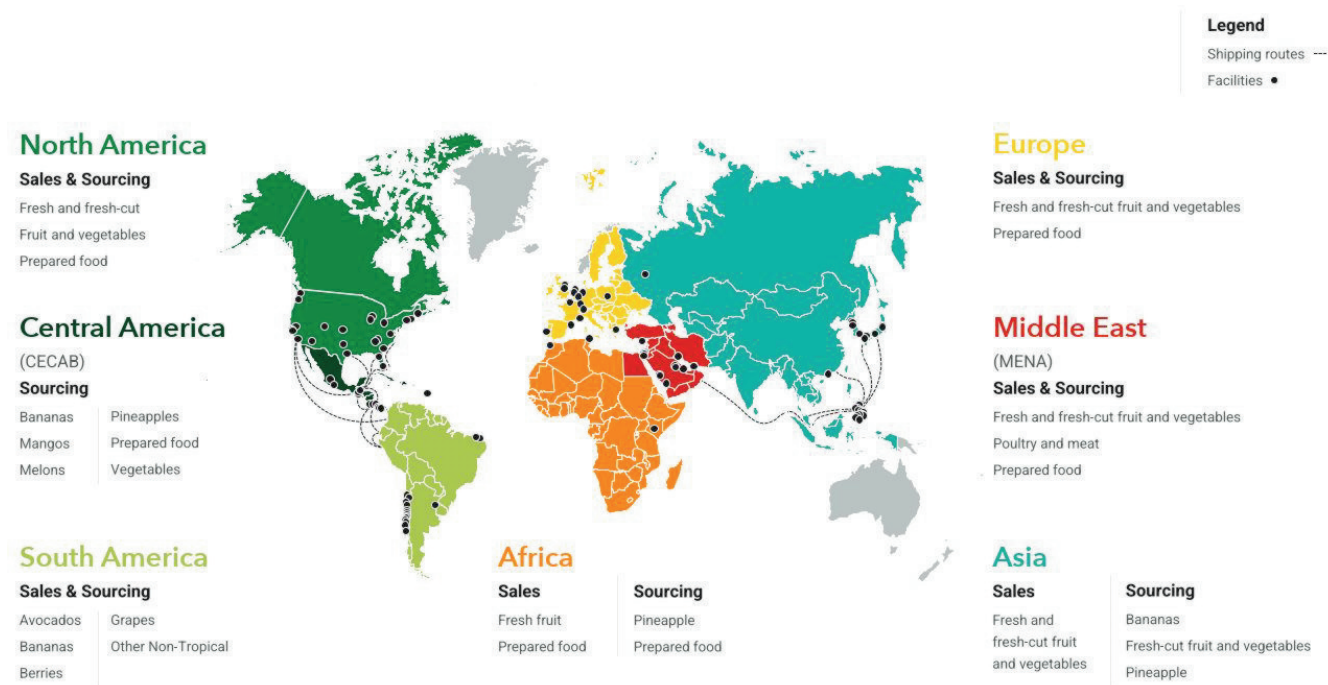 Legend
Shipping routes ---
Facilities •
North America
Sales & Sourcing
Fresh and fresh-cut
Fruit and vegetables
Prepared food
Central America
(CECAB)
Sourcing
Bananas
Mangos
Melons
Pineapples
Prepared food
Vegetables
South America
Sales & Sourcing
Avocados
Bananas
Berries
Grapes
Other Non-Tropical
Africa
Sales
Fresh fruit
Prepared food
Sourcing
Pineapple
Prepared food
Europe
Sales & Sourcing
Fresh and fresh-cut fruit and vegetables
Prepared food
Middle East
(MENA)
Sales & Sourcing
Fresh and fresh-cut fruit and vegetables
Poultry and meat
Prepared food
Asia
Sales
Fresh and
fresh-cut fruit
and vegetables
Sourcing
Bananas
Fresh-cut fruit and vegetables
Pineapple